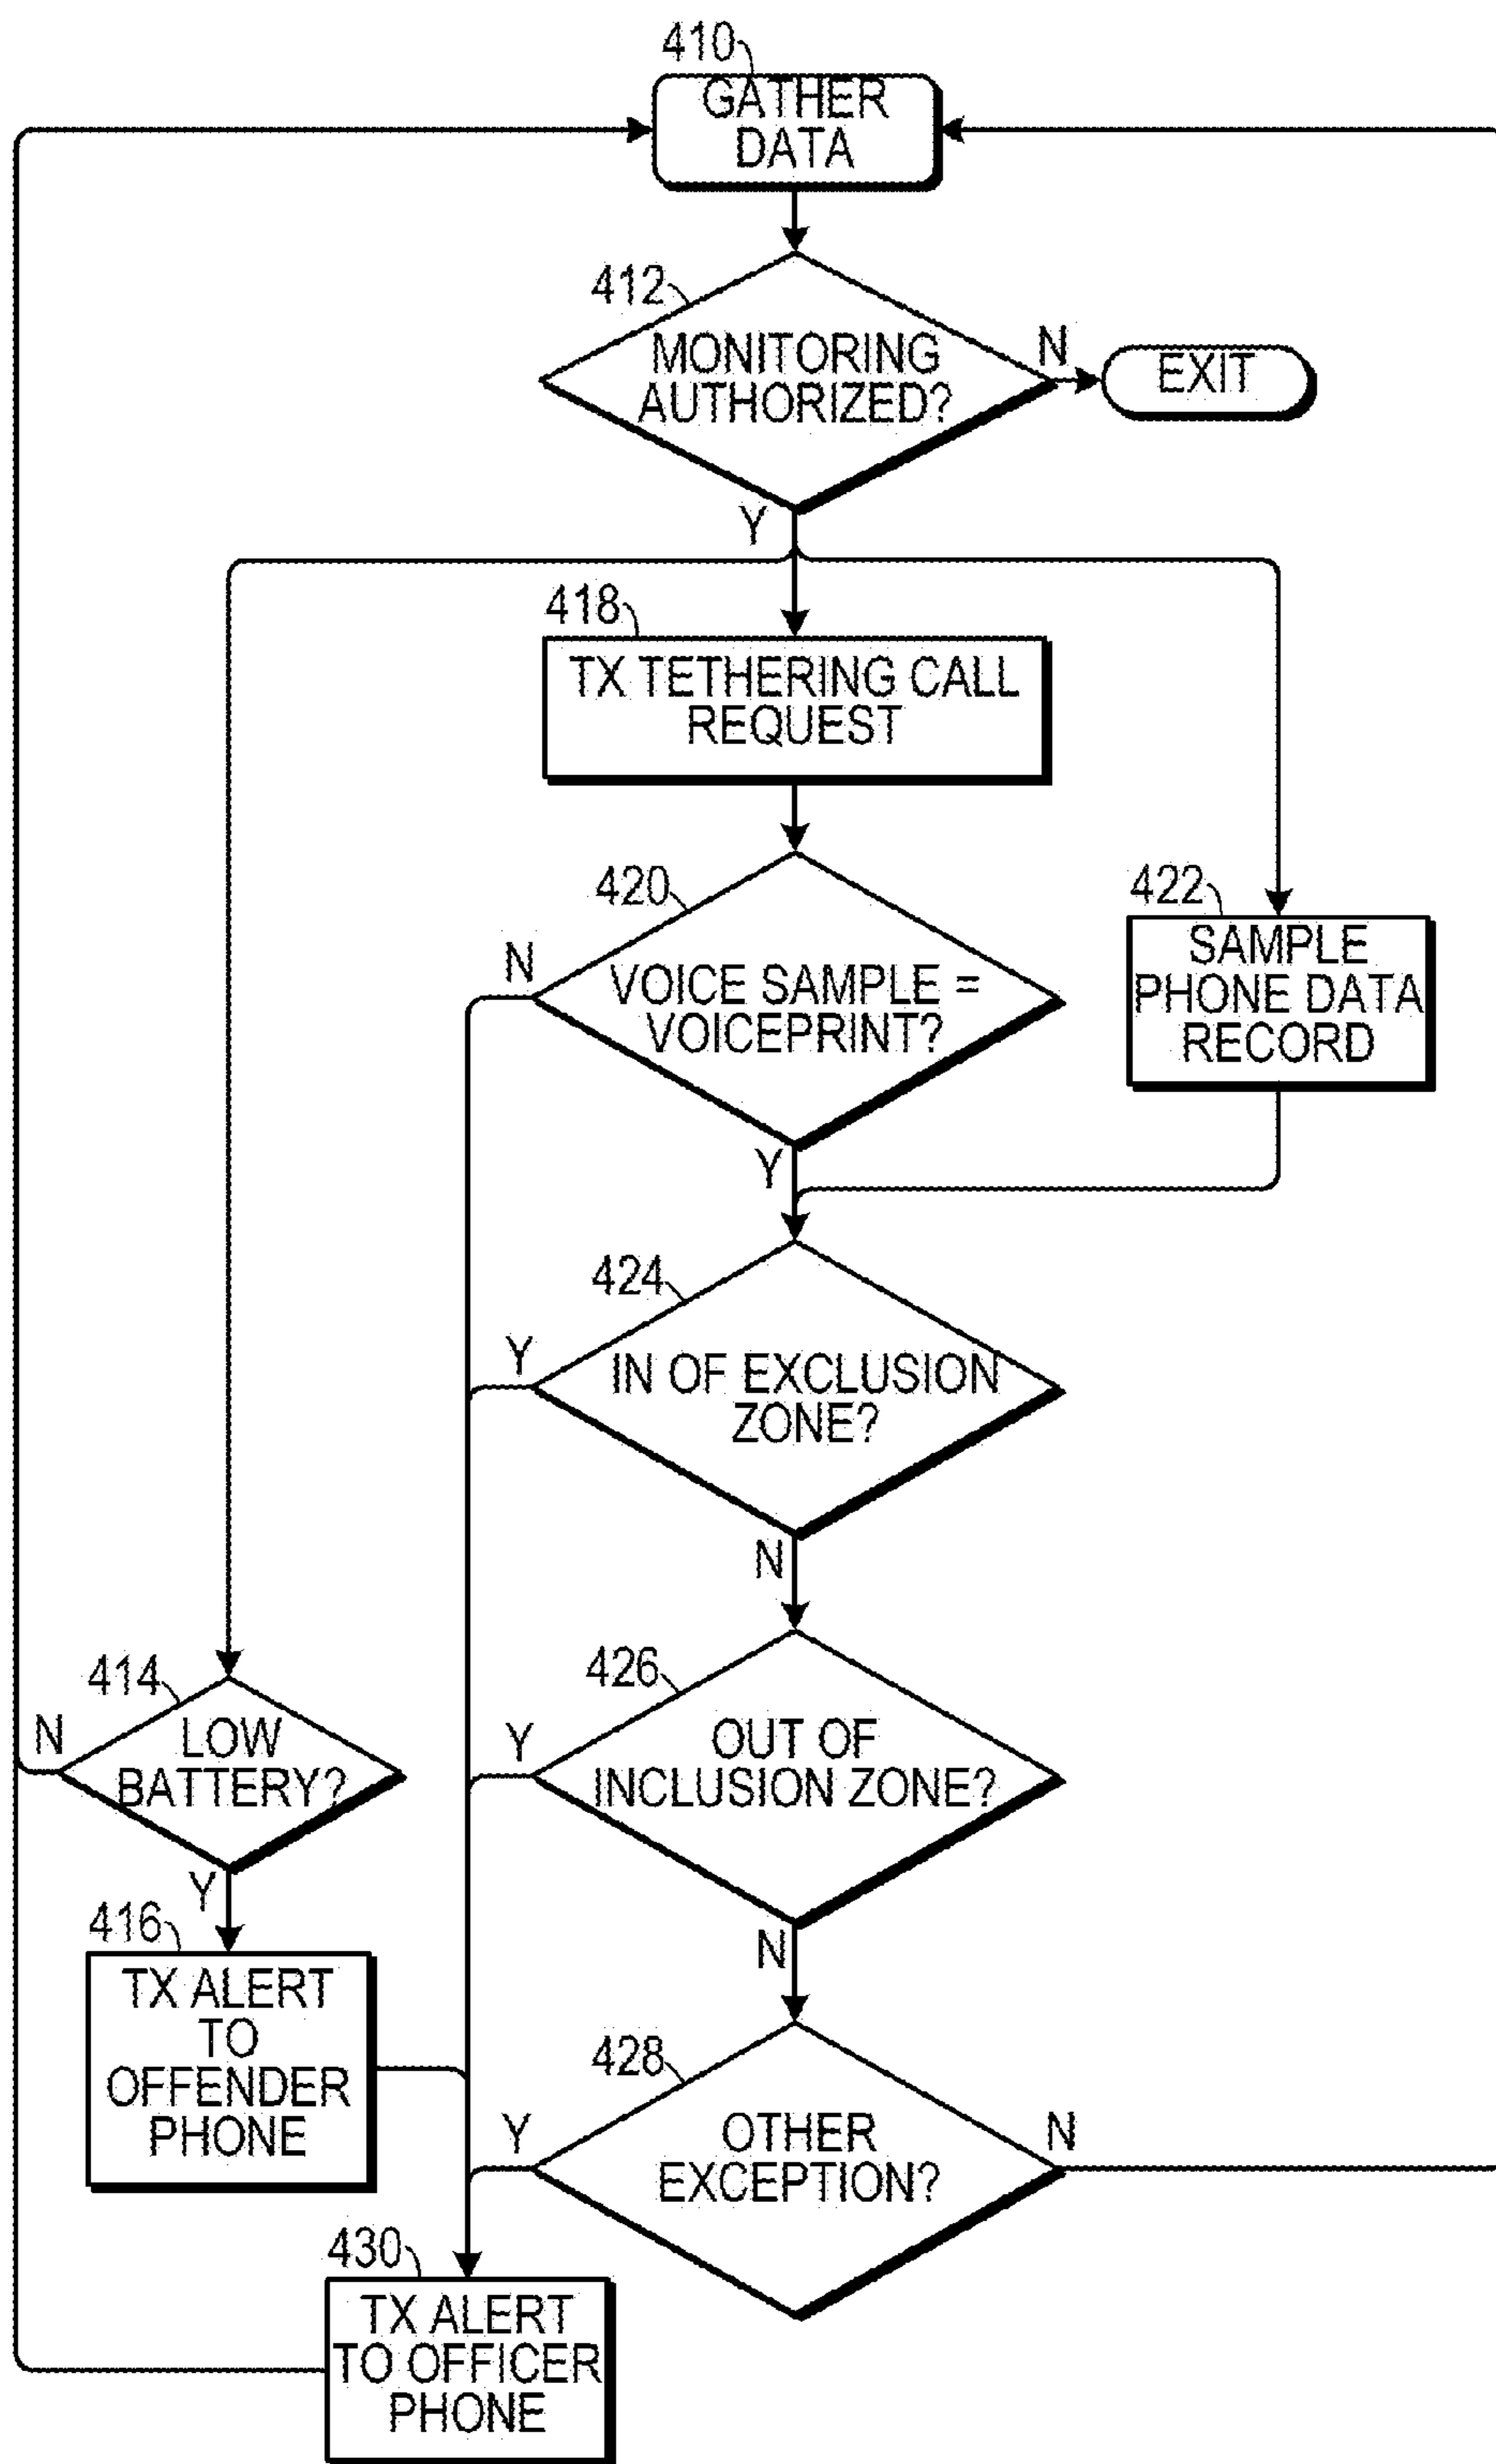 410
GATHER
DATA
412
MONITORING
AUTHORIZED?
N
EXIT
Y
418
TX TETHERING CALL
REQUEST
420
N
VOICE SAMPLE =
VOICEPRINT?
Y
422
SAMPLE
PHONE DATA
RECORD
424
Y
IN OF EXCLUSION
ZONE?
N
414
N
LOW
BATTERY?
Y
426
Y
OUT OF
INCLUSION ZONE?
N
416
TX ALERT
TO
OFFENDER
PHONE
428
Y
OTHER
EXCEPTION?
N
430
TX ALERT
TO OFFICER
PHONE